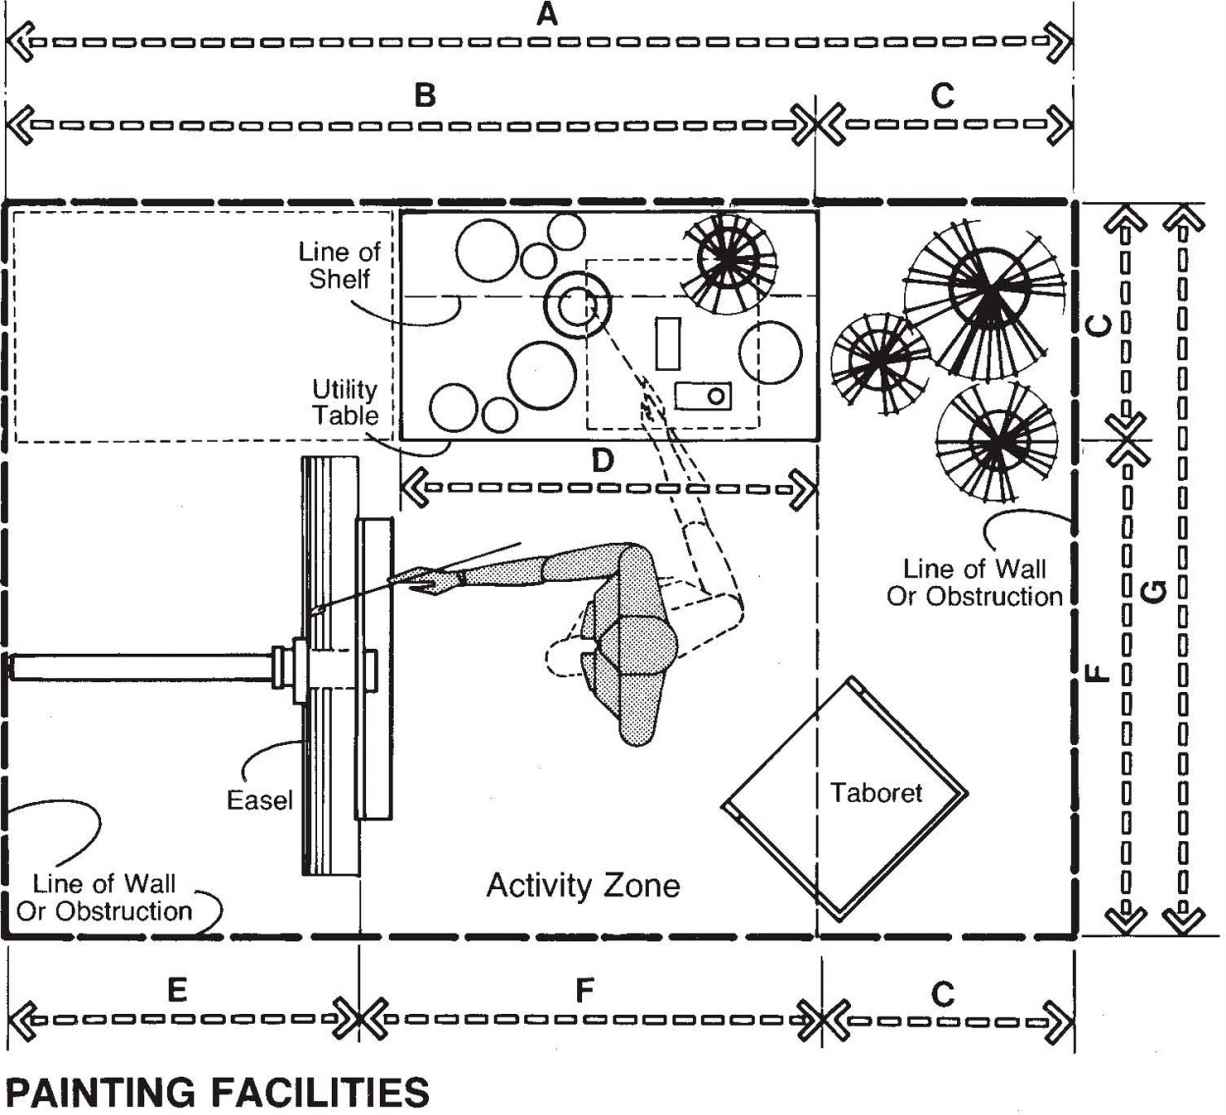 A
B
C
Line of
Shelf
Utility
Table
D
C
Line of Wall
Or Obstruction
G
F
Taboret
Easel
Line of Wall
Or Obstruction
Activity Zone
E
F
C
PAINTING FACILITIES